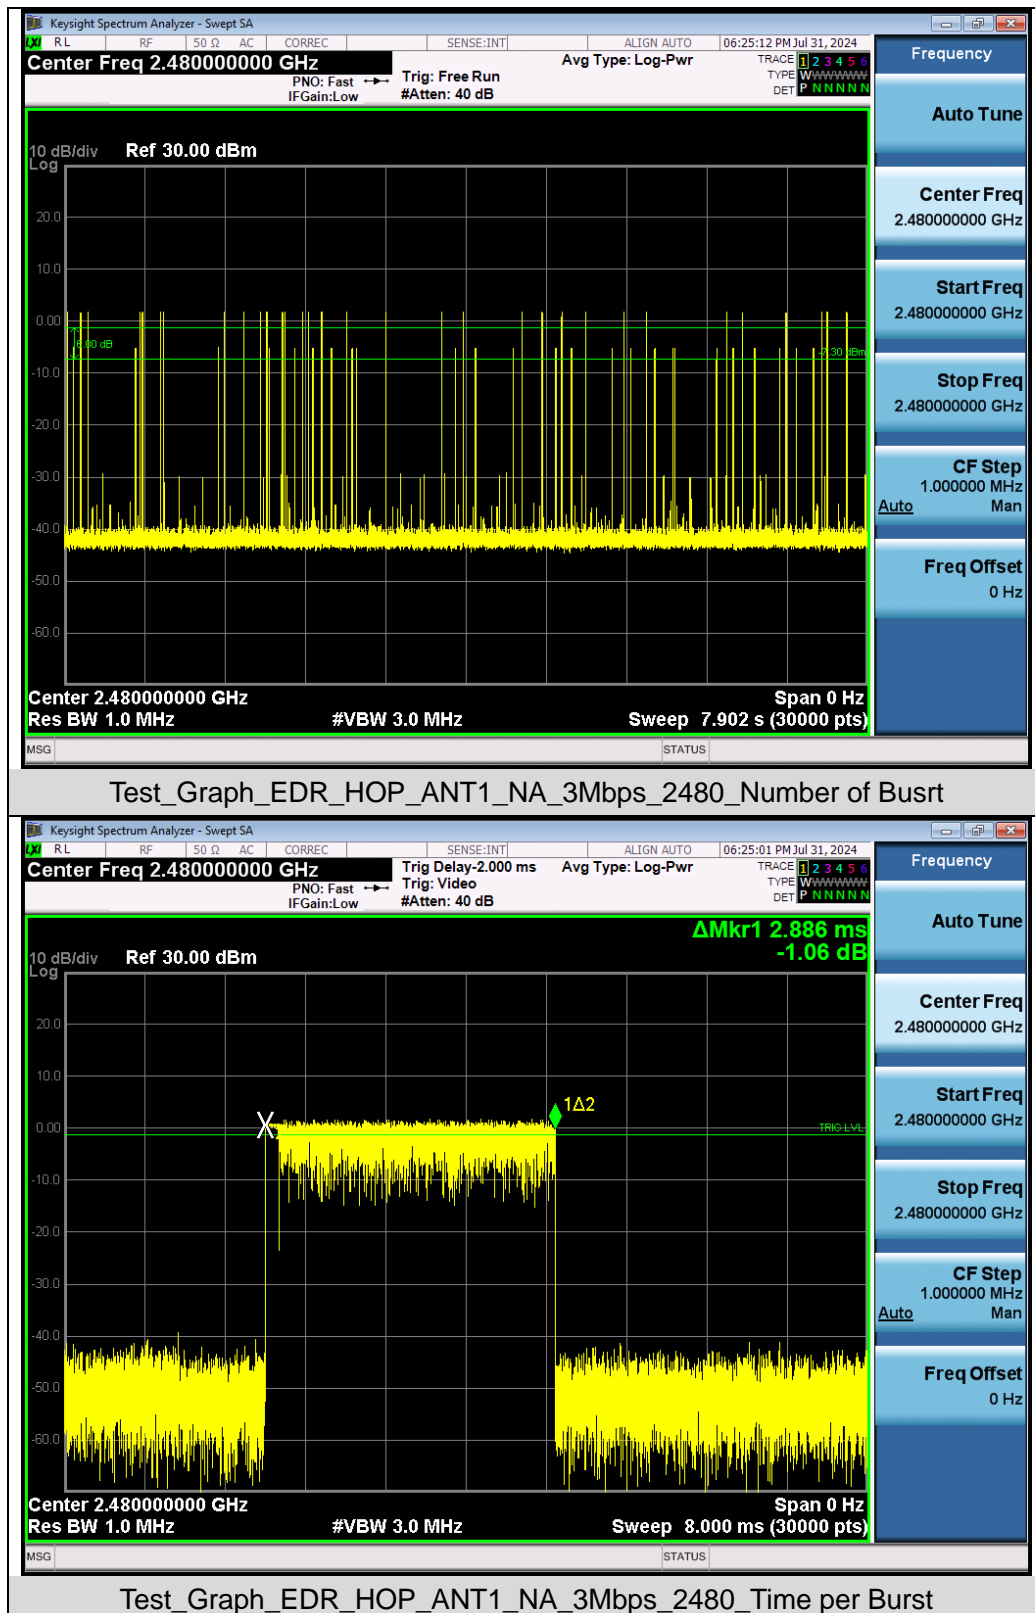 Keysight Spectrum Analyzer - Swept SA
LXI RL RF 50 Ω AC CORREC SENSE:INT ALIGN AUTO 06:25:12 PM Jul 31, 2024
Center Freq 2.480000000 GHz Avg Type: Log-Pwr TRACE 1 2 3 4 5 6
PNO: Fast Trig: Free Run TYPE WWWWWW
IFGain:Low #Atten: 40 dB DET P N N N N N
Frequency
Auto Tune
Center Freq
2.480000000 GHz
Start Freq
2.480000000 GHz
Stop Freq
2.480000000 GHz
CF Step
1.000000 MHz
Auto Man
Freq Offset
0 Hz
10 dB/div Ref 30.00 dBm
Log
20.0
10.0
0.00
6.00 dB
-7.30 dBm
-10.0
-20.0
-30.0
-40.0
-50.0
-60.0
Center 2.480000000 GHz Span 0 Hz
Res BW 1.0 MHz #VBW 3.0 MHz Sweep 7.902 s (30000 pts)
MSG STATUS
Test_Graph_EDR_HOP_ANT1_NA_3Mbps_2480_Number of Busrt
Keysight Spectrum Analyzer - Swept SA
LXI RL RF 50 Ω AC CORREC SENSE:INT ALIGN AUTO 06:25:01 PM Jul 31, 2024
Center Freq 2.480000000 GHz Trig Delay-2.000 ms Avg Type: Log-Pwr TRACE 1 2 3 4 5 6
PNO: Fast Trig: Video TYPE WWWWWW
IFGain:Low #Atten: 40 dB DET P N N N N N
Frequency
Auto Tune
Center Freq
2.480000000 GHz
Start Freq
2.480000000 GHz
Stop Freq
2.480000000 GHz
CF Step
1.000000 MHz
Auto Man
Freq Offset
0 Hz
ΔMkr1 2.886 ms
-1.06 dB
10 dB/div Ref 30.00 dBm
Log
20.0
10.0
1Δ2
0.00
TRIG LVL
-10.0
-20.0
-30.0
-40.0
-50.0
-60.0
Center 2.480000000 GHz Span 0 Hz
Res BW 1.0 MHz #VBW 3.0 MHz Sweep 8.000 ms (30000 pts)
MSG STATUS
Test_Graph_EDR_HOP_ANT1_NA_3Mbps_2480_Time per Burst